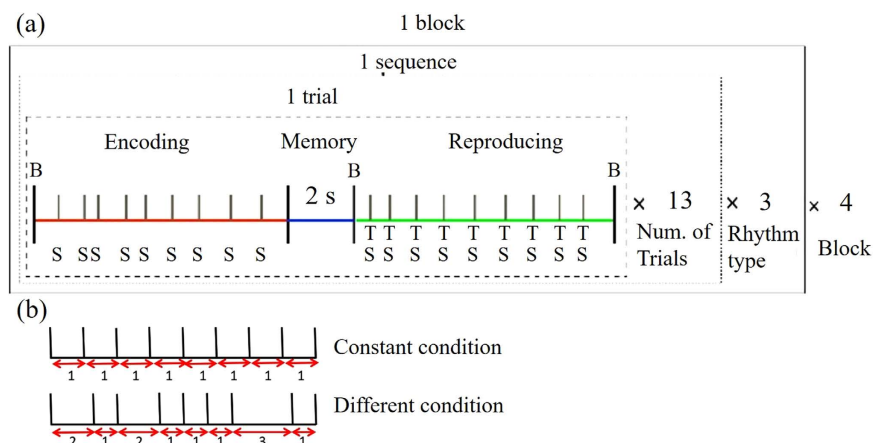 (a)
1 block
1 sequence
1 trial
Encoding Memory Reproducing
B B B
2 s
× 13 × 3 × 4
Num. of Trials
Rhythm type
Block
T T T T T T T T T
S S S S S S S S S S S S S S S S S S
(b)
Constant condition
1 1 1 1 1 1 1 1
Different condition
2 1 2 1 1 1 3 1